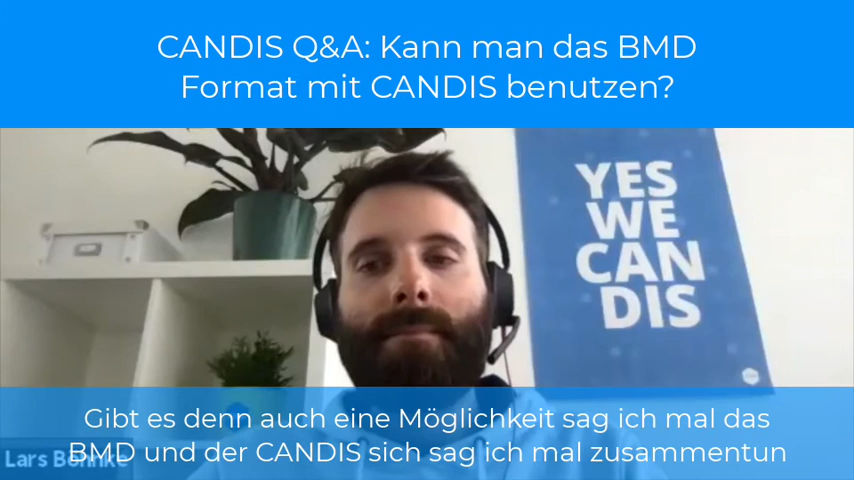 CANDIS Q&A: Kann man das BMD
Format mit CANDIS benutzen?
YES
WE
CAN
DIS
Gibt es denn auch eine Möglichkeit sag ich mal das
BMD und der CANDIS sich sag ich mal zusammentun
Lars